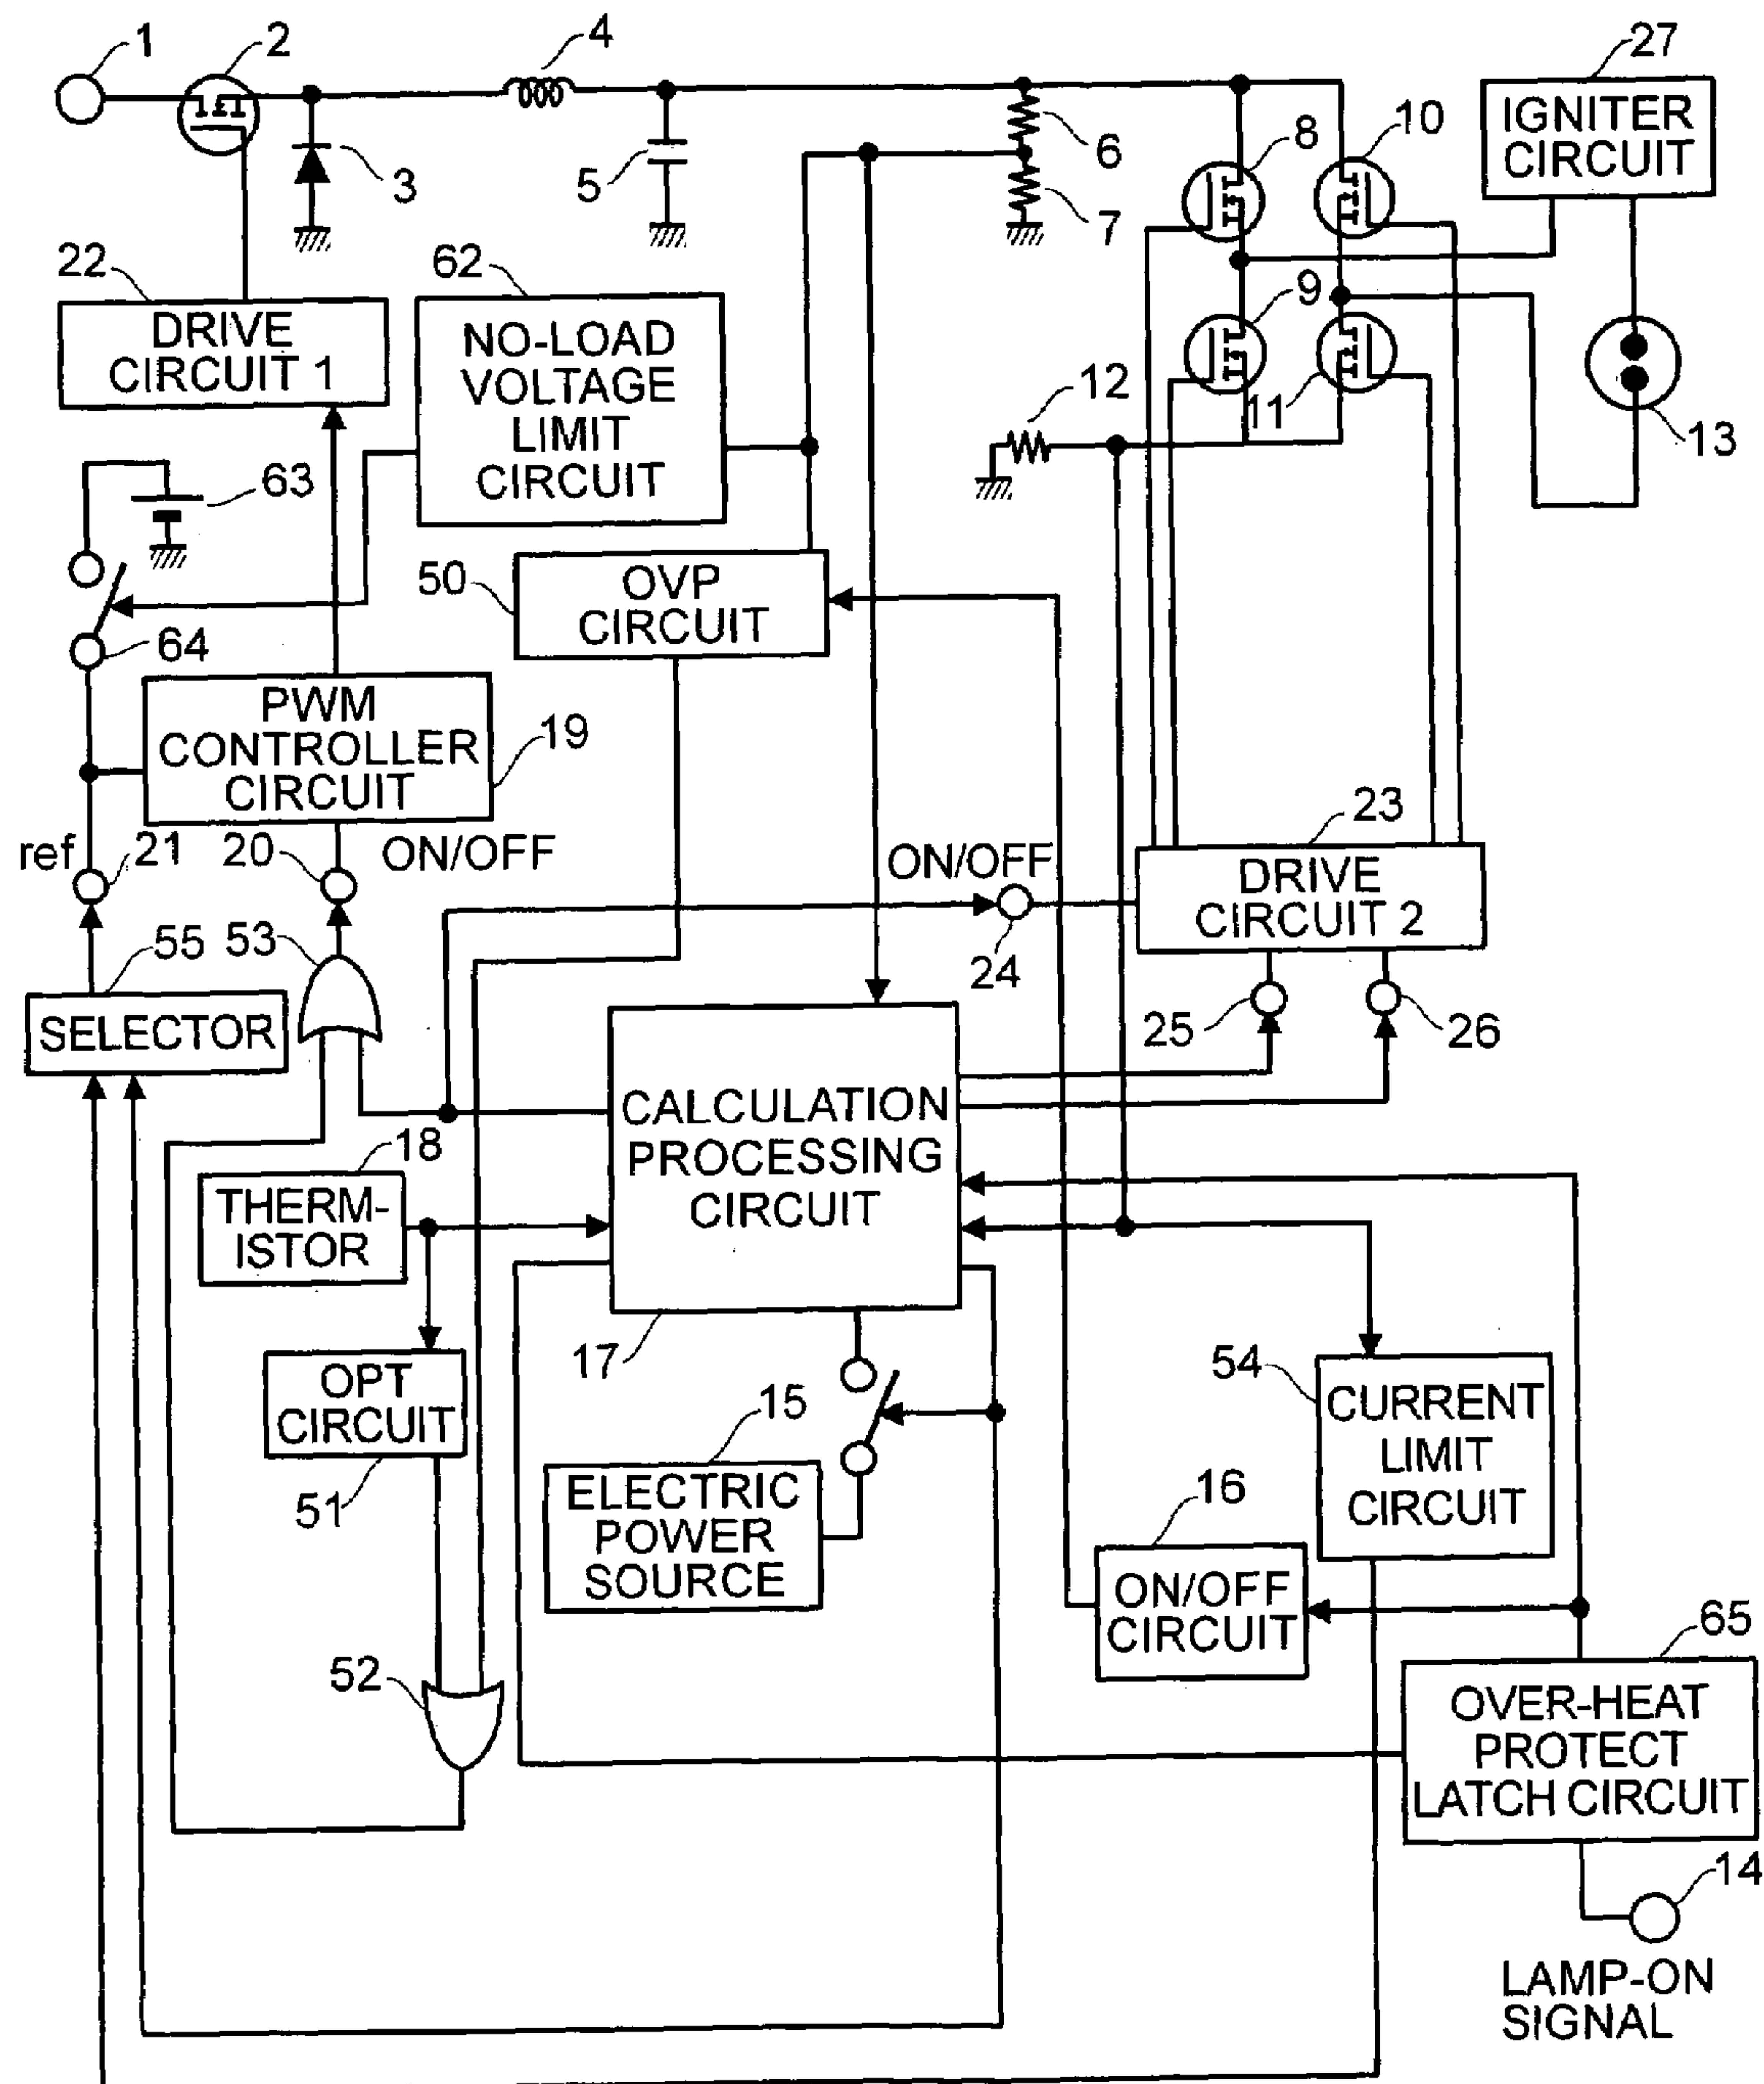 1
2
4
27
IGNITER
CIRCUIT
10
8
6
5
3
7
22
62
9
DRIVE
CIRCUIT 1
NO-LOAD
VOLTAGE
LIMIT
CIRCUIT
12
11
13
63
50
OVP
CIRCUIT
64
PWM
CONTROLLER
CIRCUIT
19
23
ref
21
20
ON/OFF
ON/OFF
DRIVE
CIRCUIT 2
55
53
24
25
26
SELECTOR
CALCULATION
PROCESSING
CIRCUIT
18
THERM-
ISTOR
17
54
OPT
CIRCUIT
15
CURRENT
LIMIT
CIRCUIT
51
ELECTRIC
POWER
SOURCE
16
ON/OFF
CIRCUIT
65
52
OVER-HEAT
PROTECT
LATCH CIRCUIT
14
LAMP-ON
SIGNAL